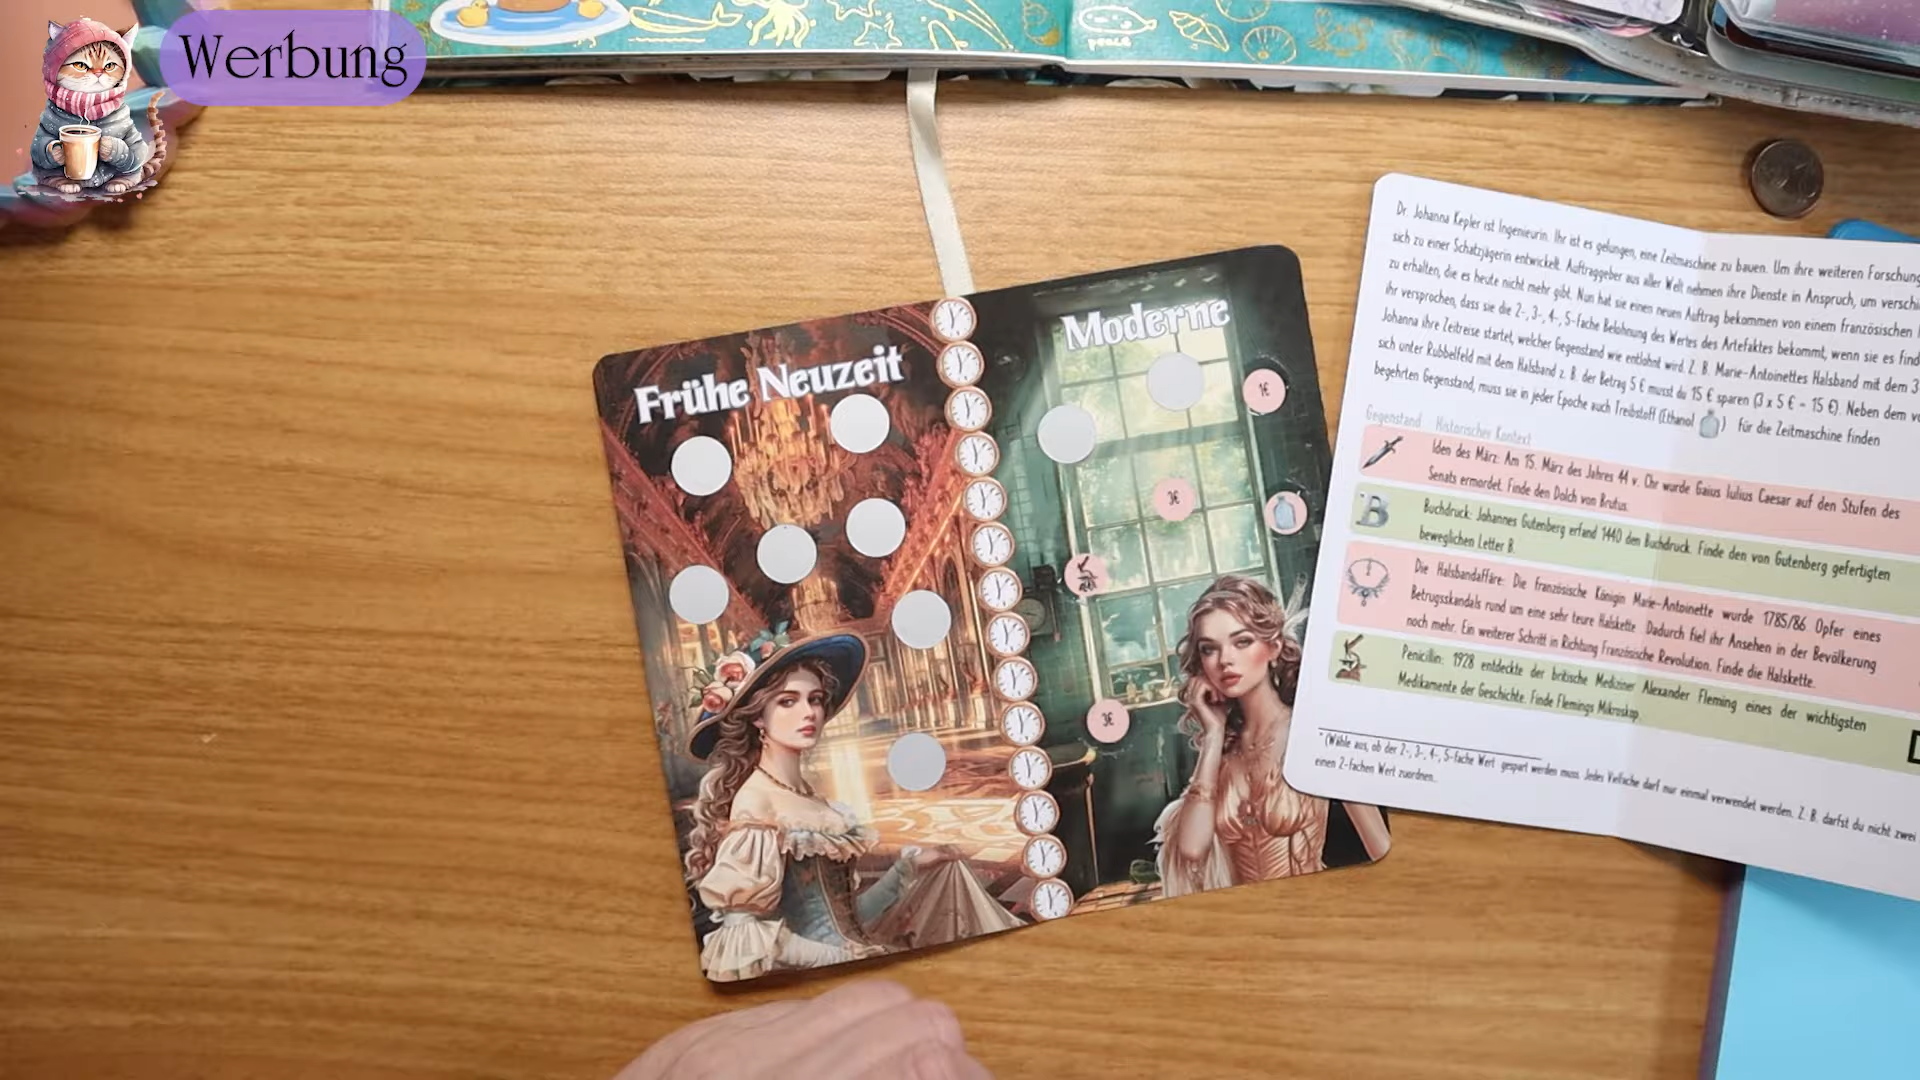 Werbung
peace
Frühe Neuzeit
Moderne
1€
3€
3€
Dr. Johanna Kepler ist Ingenieurin. Ihr ist es gelungen, eine Zeitmaschine zu bauen. Um ihre weiteren Forschung
sich zu einer Schatzjägerin entwickelt. Auftraggeber aus aller Welt nehmen ihre Dienste in Anspruch, um verschi
zu erhalten, die es heute nicht mehr gibt. Nun hat sie einen neuen Auftrag bekommen von einem französischen
ihr versprochen, dass sie die 2-, 3-, 4-, 5-fache Belohnung des Wertes des Artefaktes bekommt, wenn sie es find
Johanna ihre Zeitreise startet, welcher Gegenstand wie entlohnt wird. Z. B. Marie-Antoinettes Halsband mit dem 3
sich unter Rubbelfeld mit dem Halsband z. B. der Betrag 5 € musst du 15 € sparen (3 x 5 € = 15 €). Neben dem v
begehrten Gegenstand, muss sie in jeder Epoche auch Treibstoff (Ethanol ) für die Zeitmaschine finden
Gegenstand Historischer Kontext
Iden des März: Am 15. März des Jahres 44 v. Chr wurde Gaius Iulius Caesar auf den Stufen des
Senats ermordet. Finde den Dolch von Brutus.
B
Buchdruck: Johannes Gutenberg erfand 1440 den Buchdruck. Finde den von Gutenberg gefertigten
beweglichen Letter B.
Die Halsbandaffäre: Die französische Königin Marie-Antoinette wurde 1785/86 Opfer eines
Betrugsskandals rund um eine sehr teure Halskette. Dadurch fiel ihr Ansehen in der Bevölkerung
noch mehr. Ein weiterer Schritt in Richtung Französische Revolution. Finde die Halskette.
Penicillin: 1928 entdeckte der britische Mediziner Alexander Fleming eines der wichtigsten
Medikamente der Geschichte. Finde Flemings Mikroskop.
* (Wähle aus, ob der 2-, 3-, 4-, 5-fache Wert gespart werden muss. Jedes Vielfache darf nur einmal verwendet werden. Z. B. darfst du nicht zwei
einen 2-fachen Wert zuordnen.